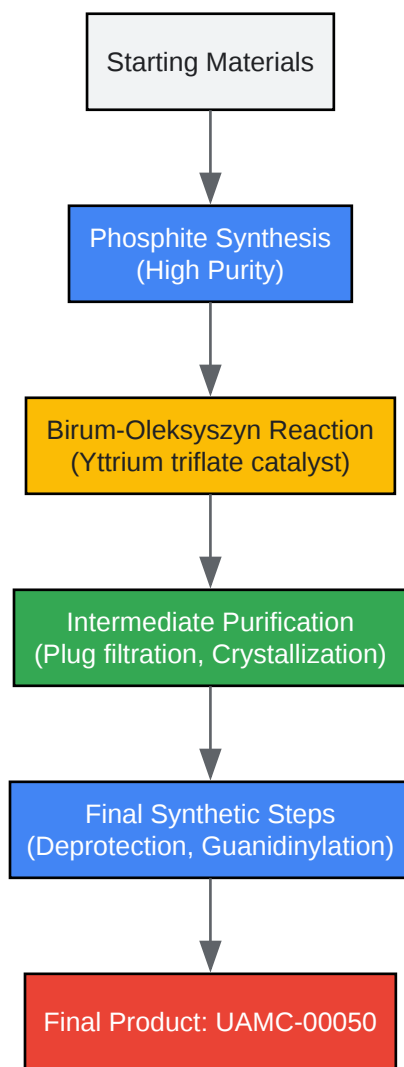 Starting Materials
Phosphite Synthesis
(High Purity)
Birum-Oleksyszyn Reaction
(Yttrium triflate catalyst)
Intermediate Purification
(Plug filtration, Crystallization)
Final Synthetic Steps
(Deprotection, Guanidinylation)
Final Product: UAMC-00050